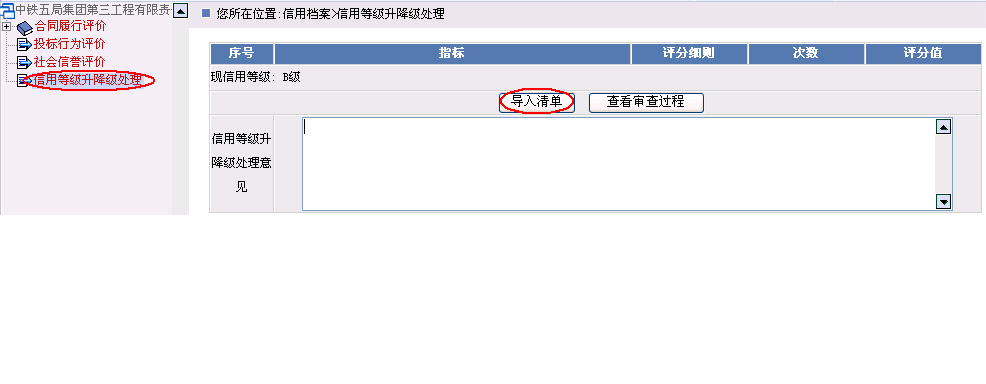 中铁五局集团第三工程有限责
合同履行评价
投标行为评价
社会信誉评价
信用等级升降级处理
您所在位置:信用档案>信用等级升降级处理
序号 指标 评分细则 次数 评分值
现信用等级: B级
导入清单 查看审查过程
信用等级升
降级处理意
见